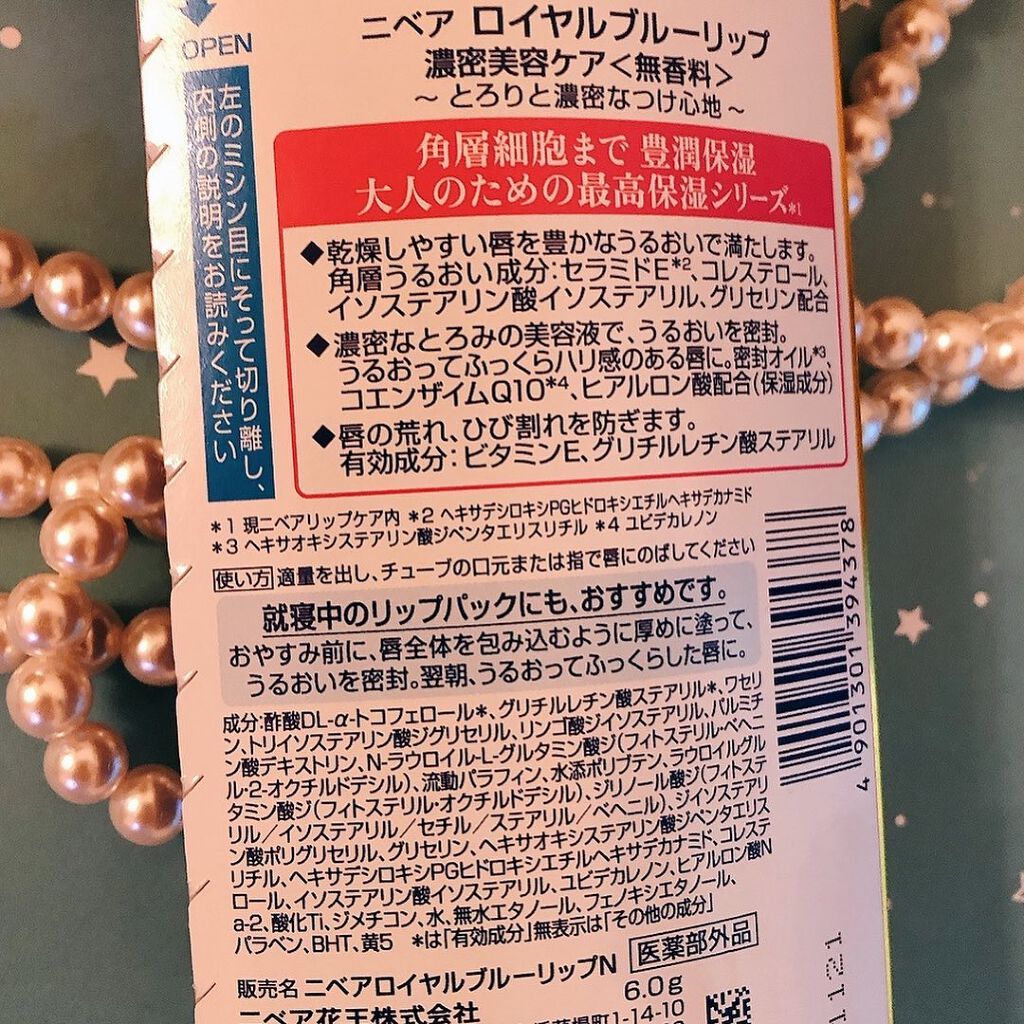 OPEN
左のミシン目にそって切り離し、
内側の説明をお読みください
ニベア ロイヤルブルーリップ
濃密美容ケア＜無香料＞
～とろりと濃密なつけ心地～
角層細胞まで 豊潤保湿
大人のための最高保湿シリーズ*1
◆乾燥しやすい唇を豊かなうるおいで満たします。
角層うるおい成分:セラミドE*2、コレステロール、
イソステアリン酸イソステアリル、グリセリン配合
◆濃密なとろみの美容液で、うるおいを密封。
うるおってふっくらハリ感のある唇に。密封オイル*3、
コエンザイムQ10*4、ヒアルロン酸配合(保湿成分)
◆唇の荒れ、ひび割れを防ぎます。
有効成分:ビタミンE、グリチルレチン酸ステアリル
*1 現ニベアリップケア内 *2 ヘキサデシロキシPGヒドロキシエチルヘキサデカナミド
*3 ヘキサオキシステアリン酸ジペンタエリスリチル *4 ユビデカレノン
使い方 適量を出し、チューブの口元または指で唇にのばしてください
就寝中のリップパックにも、おすすめです。
おやすみ前に、唇全体を包み込むように厚めに塗って、
うるおいを密封。翌朝、うるおってふっくらした唇に。
成分:酢酸DL-α-トコフェロール*、グリチルレチン酸ステアリル*、ワセリ
ン、トリイソステアリン酸ジグリセリル、リンゴ酸ジイソステアリル、パルミチ
ン酸デキストリン、N-ラウロイル-L-グルタミン酸ジ(フィトステリル・ベヘニ
ル・2-オクチルドデシル)、流動パラフィン、水添ポリブテン、ラウロイルグル
タミン酸ジ(フィトステリル・オクチルドデシル)、ジリノール酸ジ(フィトステ
リル/イソステアリル/セチル/ステアリル/ベヘニル)、ジイソステアリ
ン酸ポリグリセリル、グリセリン、ヘキサオキシステアリン酸ジペンタエリス
リチル、ヘキサデシロキシPGヒドロキシエチルヘキサデカナミド、コレステ
ロール、イソステアリン酸イソステアリル、ユビデカレノン、ヒアルロン酸N
a-2、酸化Ti、ジメチコン、水、無水エタノール、フェノキシエタノール、
パラベン、BHT、黄5 *は「有効成分」無表示は「その他の成分」
販売名 ニベアロイヤルブルーリップN 医薬部外品
6.0g
ニベア花王株式会社
町1-14-10
4 901301 394378
1121